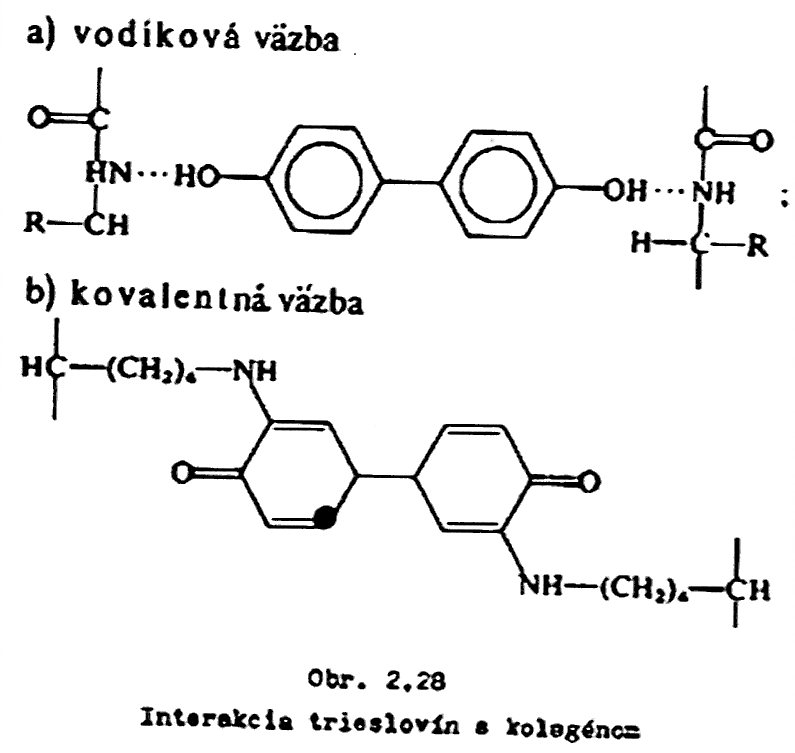 a) vodíková väzba
O C C O
HN···HO OH···NH ;
R—CH H—C—R
b) kovalentná väzba
HC—(CH₂)₄—NH
O O
NH—(CH₂)₄—CH
Obr. 2.28
Interakcia trieslovín s kolagénom